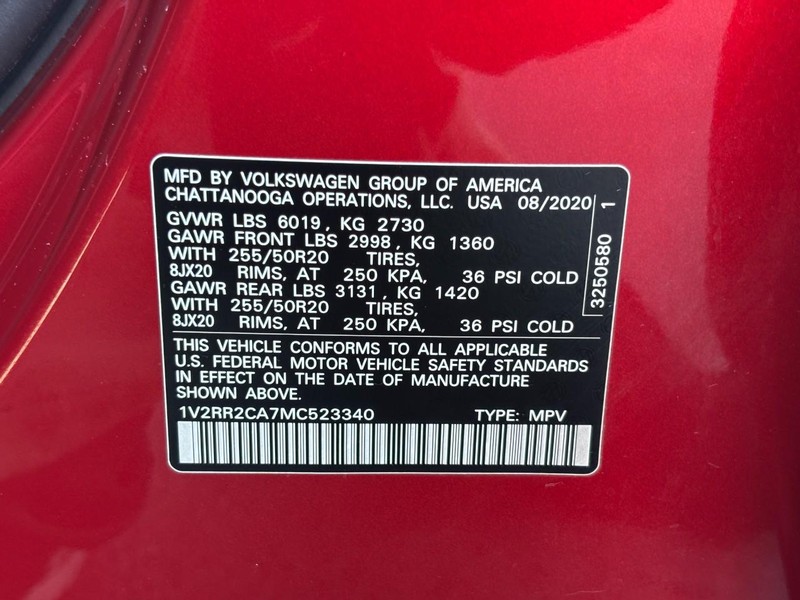 MFD BY VOLKSWAGEN GROUP OF AMERICA
CHATTANOOGA OPERATIONS, LLC. USA 08/2020
GVWR LBS 6019, KG 2730
GAWR FRONT LBS 2998, KG 1360
WITH 255/50R20 TIRES,
8JX20 RIMS, AT 250 KPA, 36 PSI COLD
GAWR REAR LBS 3131, KG 1420
WITH 255/50R20 TIRES,
8JX20 RIMS, AT 250 KPA, 36 PSI COLD
3250580 1
THIS VEHICLE CONFORMS TO ALL APPLICABLE
U.S. FEDERAL MOTOR VEHICLE SAFETY STANDARDS
IN EFFECT ON THE DATE OF MANUFACTURE
1V2RR2CA7MC523340 TYPE: MPV